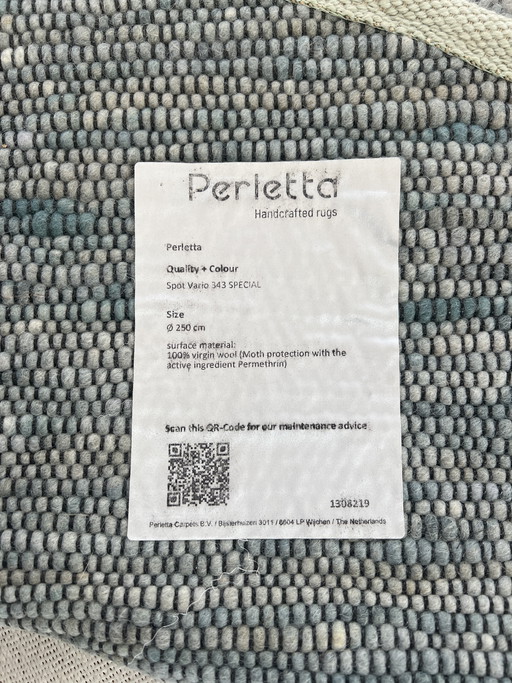 Perletta
Handcrafted rugs
Perletta
Quality + Colour
Spot Vario 343 SPECIAL
Size
Ø 250 cm
surface material:
100% virgin wool (Moth protection with the
active ingredient Permethrin)
Scan this QR-Code for our maintenance advice
1308219
Perletta Carpets B.V. / Bijsterhuizen 3011 / 6604 LP Wijchen / The Netherlands